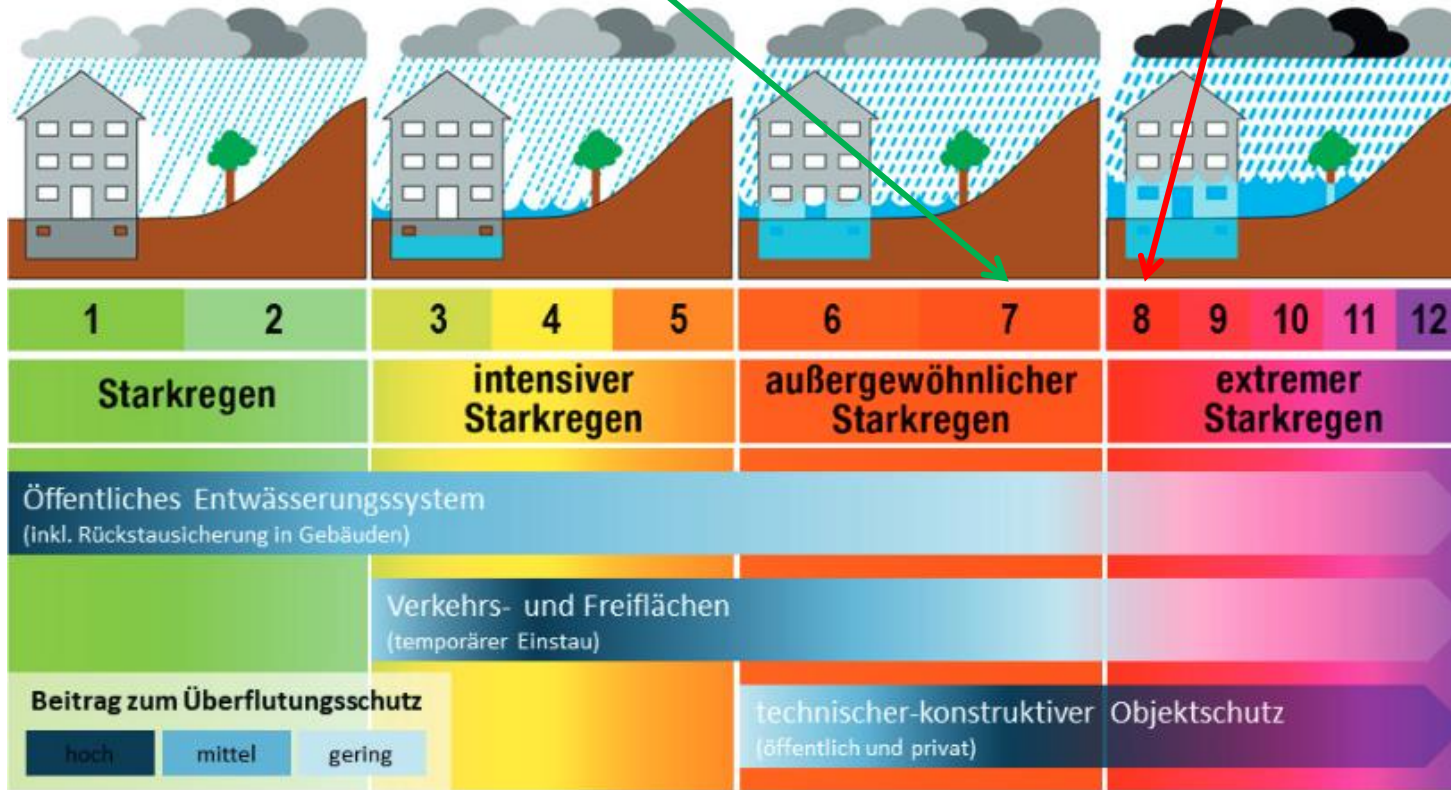 1 2 3 4 5 6 7 8 9 10 11 12
Starkregen
intensiver
Starkregen
außergewöhnlicher
Starkregen
extremer
Starkregen
Öffentliches Entwässerungssystem
(inkl. Rückstausicherung in Gebäuden)
Verkehrs- und Freiflächen
(temporärer Einstau)
Beitrag zum Überflutungsschutz
hoch mittel gering
technischer-konstruktiver Objektschutz
(öffentlich und privat)